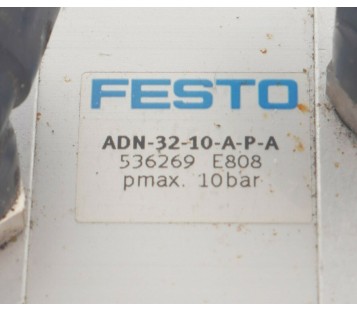 FESTO
ADN-32-10-A-P-A
536269 E808
pmax. 10bar